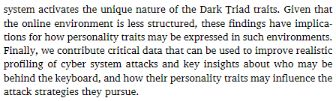 system activates the unique nature of the Dark Triad traits. Given that
the online environment is less structured, these findings have implica-
tions for how personality traits may be expressed in such environments.
Finally, we contribute critical data that can be used to improve realistic
profiling of cyber system attacks and key insights about who may be
behind the keyboard, and how their personality traits may influence the
attack strategies they pursue.